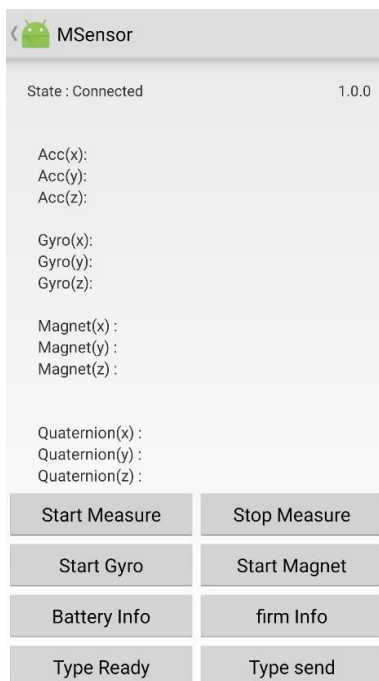 MSensor
State : Connected 1.0.0
Acc(x):
Acc(y):
Acc(z):
Gyro(x):
Gyro(y):
Gyro(z):
Magnet(x) :
Magnet(y) :
Magnet(z) :
Quaternion(x) :
Quaternion(y) :
Quaternion(z) :
Start Measure Stop Measure
Start Gyro Start Magnet
Battery Info firm Info
Type Ready Type send